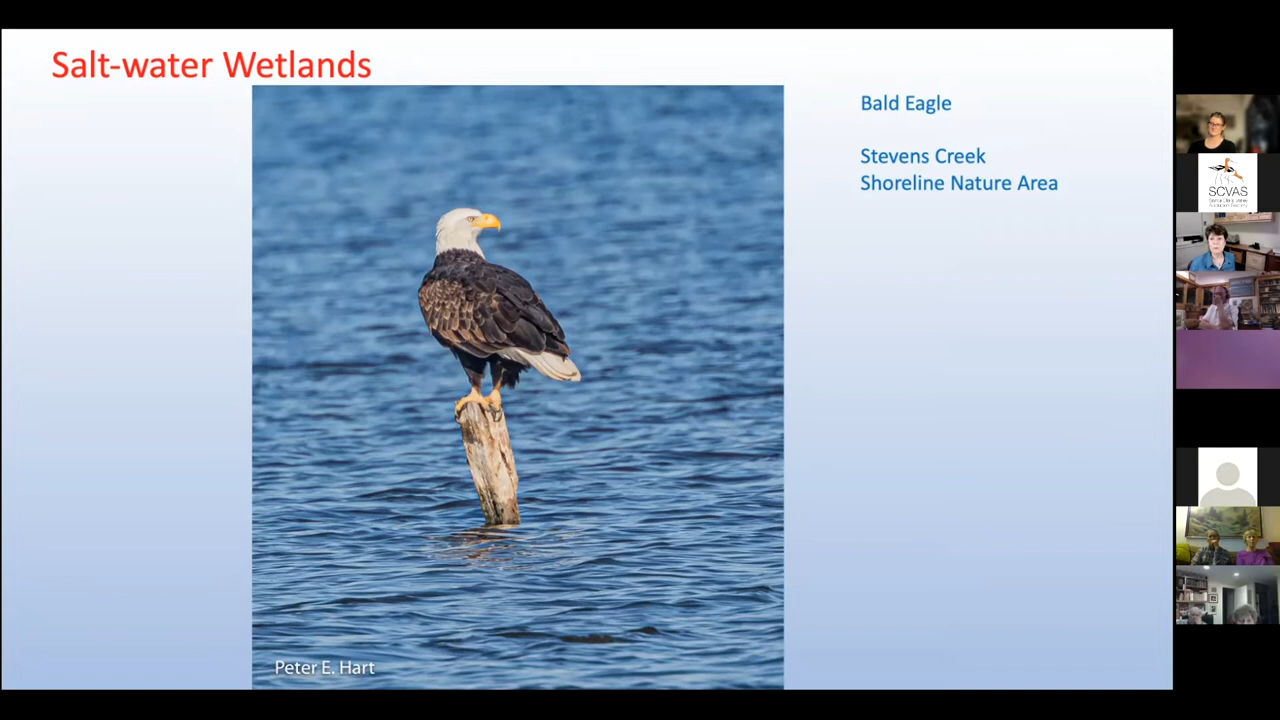 Salt-water Wetlands
Bald Eagle
Stevens Creek
Shoreline Nature Area
SCVAS
Peter E. Hart